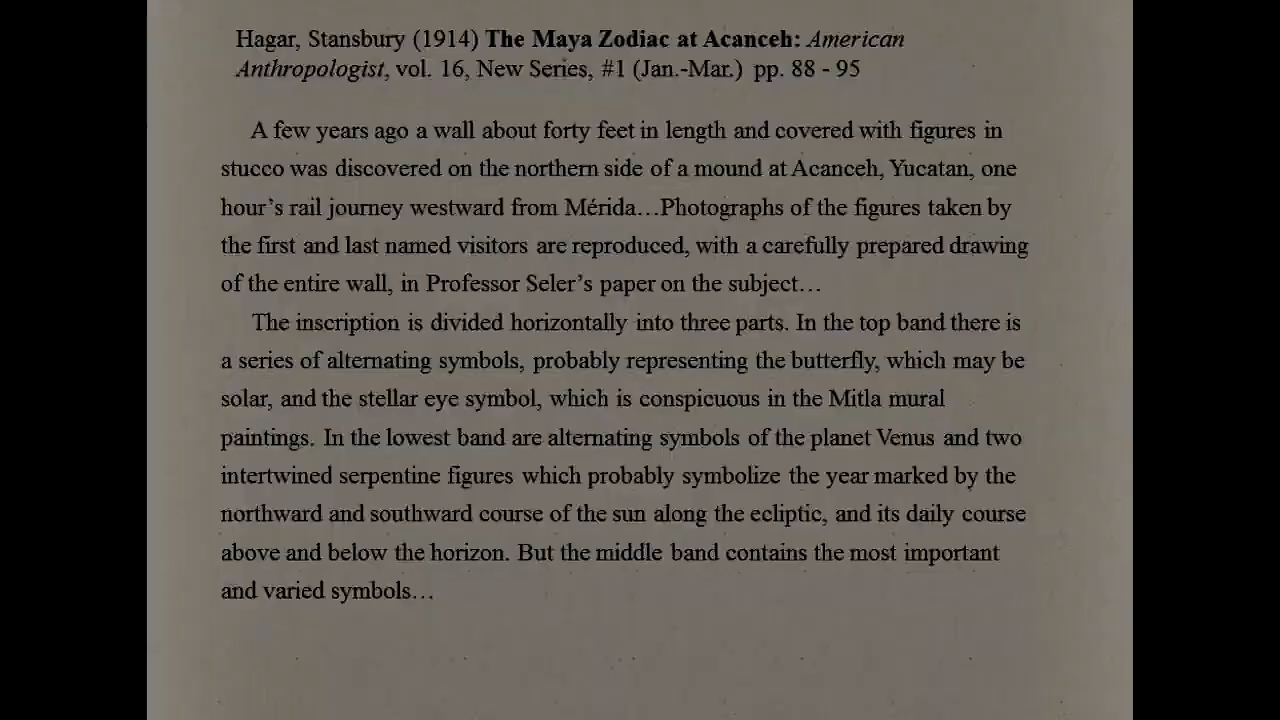 Hagar, Stansbury (1914) The Maya Zodiac at Acanceh: American
Anthropologist, vol. 16, New Series, #1 (Jan.-Mar.) pp. 88 - 95
A few years ago a wall about forty feet in length and covered with figures in
stucco was discovered on the northern side of a mound at Acanceh, Yucatan, one
hour's rail journey westward from Mérida…Photographs of the figures taken by
the first and last named visitors are reproduced, with a carefully prepared drawing
of the entire wall, in Professor Seler's paper on the subject…
The inscription is divided horizontally into three parts. In the top band there is
a series of alternating symbols, probably representing the butterfly, which may be
solar, and the stellar eye symbol, which is conspicuous in the Mitla mural
paintings. In the lowest band are alternating symbols of the planet Venus and two
intertwined serpentine figures which probably symbolize the year marked by the
northward and southward course of the sun along the ecliptic, and its daily course
above and below the horizon. But the middle band contains the most important
and varied symbols…